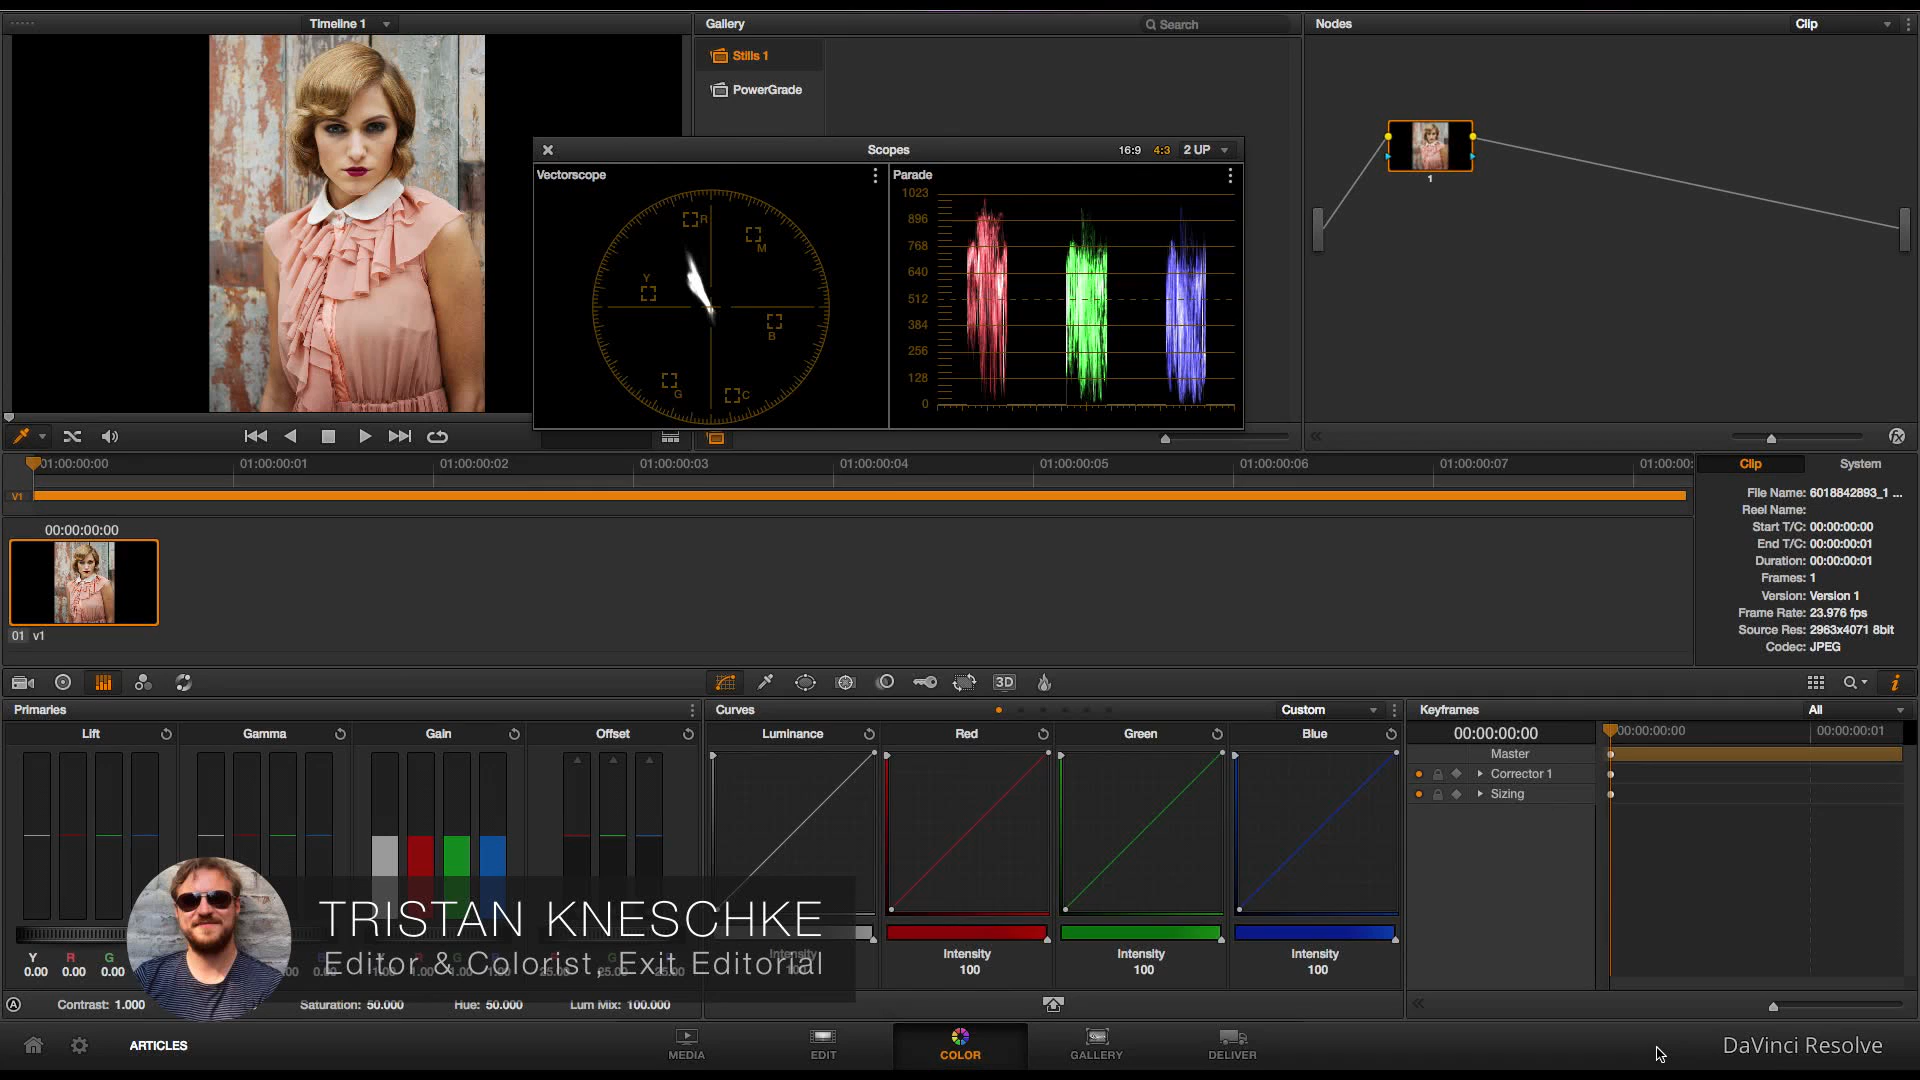 Timeline 1
Gallery
Search
Nodes
Clip
Stills 1
PowerGrade
Scopes
16:9
4:3
2 UP
Vectorscope
Parade
R
M
Y
B
G
C
1023
896
768
640
512
384
256
128
0
1
01:00:00:00
01:00:00:01
01:00:00:02
01:00:00:03
01:00:00:04
01:00:00:05
01:00:00:06
01:00:00:07
01:00:00:
V1
Clip
System
File Name: 6018842893_1 ...
Reel Name:
Start T/C: 00:00:00:00
End T/C: 00:00:00:01
Duration: 00:00:00:01
Frames: 1
Version: Version 1
Frame Rate: 23.976 fps
Source Res: 2963x4071 8bit
Codec: JPEG
00:00:00:00
01 v1
3D
Primaries
Lift
Gamma
Gain
Offset
Y R G
0.00 0.00 0.00
Contrast: 1.000
Saturation: 50.000
Hue: 50.000
Lum Mix: 100.000
TRISTAN KNESCHKE
Editor & Colorist, Exit Editorial
Curves
Custom
Luminance
Red
Green
Blue
Intensity
100
Intensity
100
Intensity
100
Intensity
100
Keyframes
All
00:00:00:00
00:00:00:00
00:00:00:01
Master
Corrector 1
Sizing
ARTICLES
MEDIA
EDIT
COLOR
GALLERY
DELIVER
DaVinci Resolve